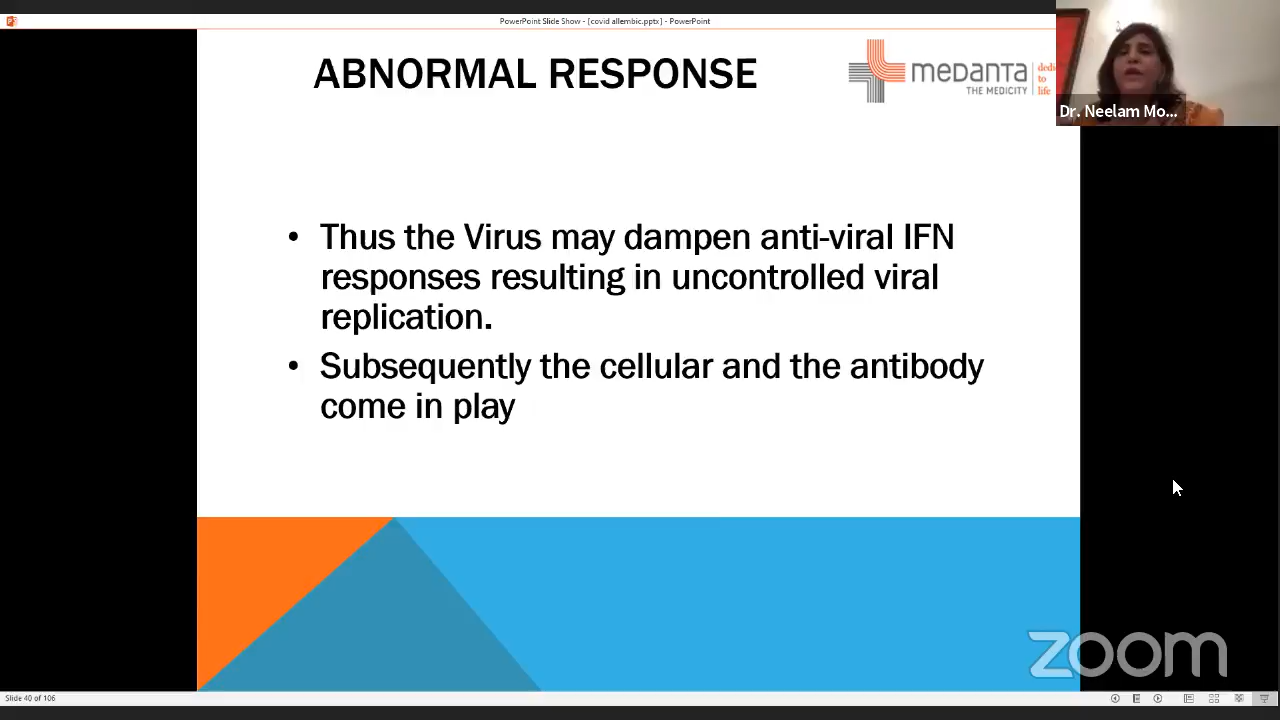 PowerPoint Slide Show - [covid allembic.pptx] - PowerPoint
ABNORMAL RESPONSE
medanta
THE MEDICITY
dedi
to
life
Dr. Neelam Mo...
• Thus the Virus may dampen anti-viral IFN
responses resulting in uncontrolled viral
replication.
• Subsequently the cellular and the antibody
come in play
zoom
Slide 40 of 106